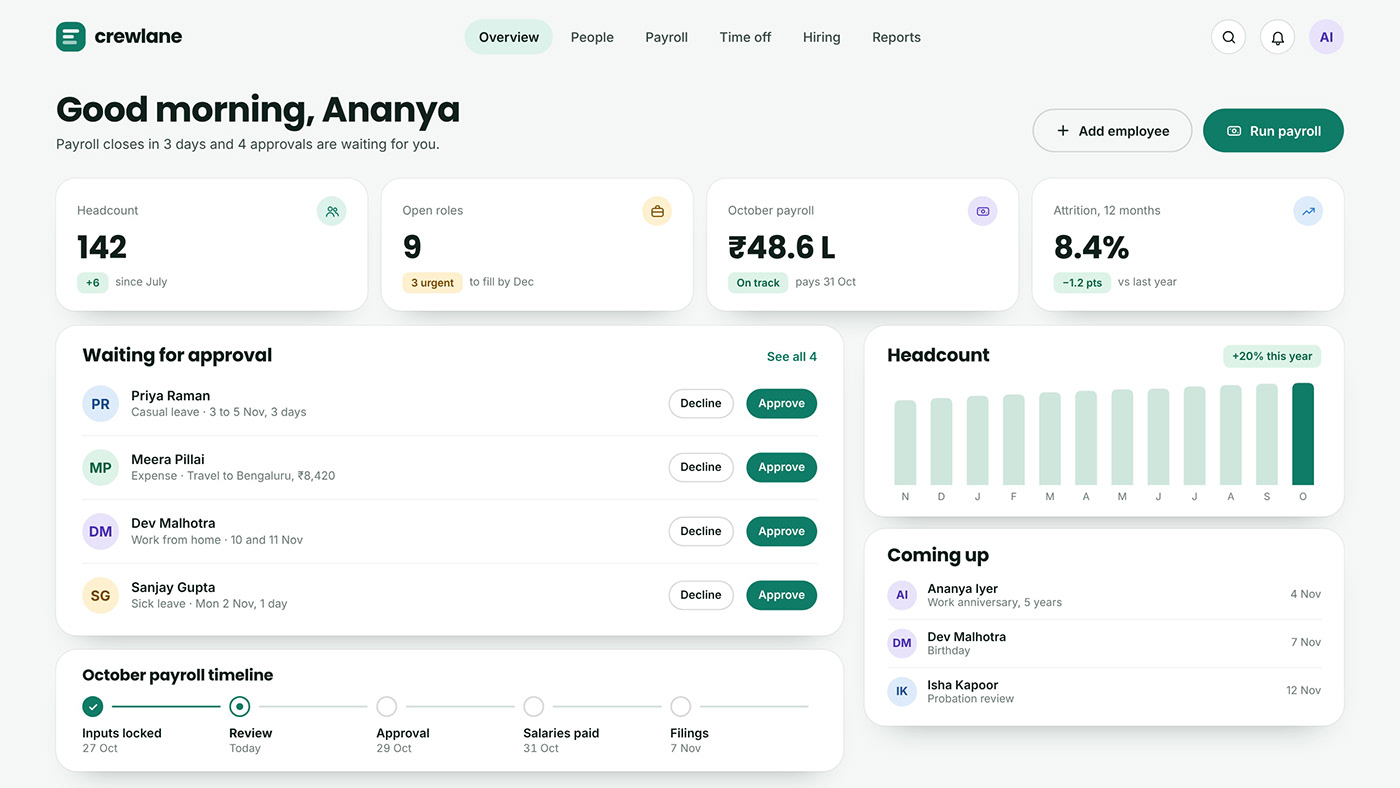 crewlane
Overview People Payroll Time off Hiring Reports
AI
Good morning, Ananya
Payroll closes in 3 days and 4 approvals are waiting for you.
Add employee
Run payroll
Headcount
142
+6 since July
Open roles
9
3 urgent to fill by Dec
October payroll
₹48.6 L
On track pays 31 Oct
Attrition, 12 months
8.4%
−1.2 pts vs last year
Waiting for approval
See all 4
PR
Priya Raman
Casual leave · 3 to 5 Nov, 3 days
Decline Approve
MP
Meera Pillai
Expense · Travel to Bengaluru, ₹8,420
Decline Approve
DM
Dev Malhotra
Work from home · 10 and 11 Nov
Decline Approve
SG
Sanjay Gupta
Sick leave · Mon 2 Nov, 1 day
Decline Approve
October payroll timeline
Inputs locked
27 Oct
Review
Today
Approval
29 Oct
Salaries paid
31 Oct
Filings
7 Nov
Headcount
+20% this year
N D J F M A M J J A S O
Coming up
AI
Ananya Iyer
Work anniversary, 5 years
4 Nov
DM
Dev Malhotra
Birthday
7 Nov
IK
Isha Kapoor
Probation review
12 Nov